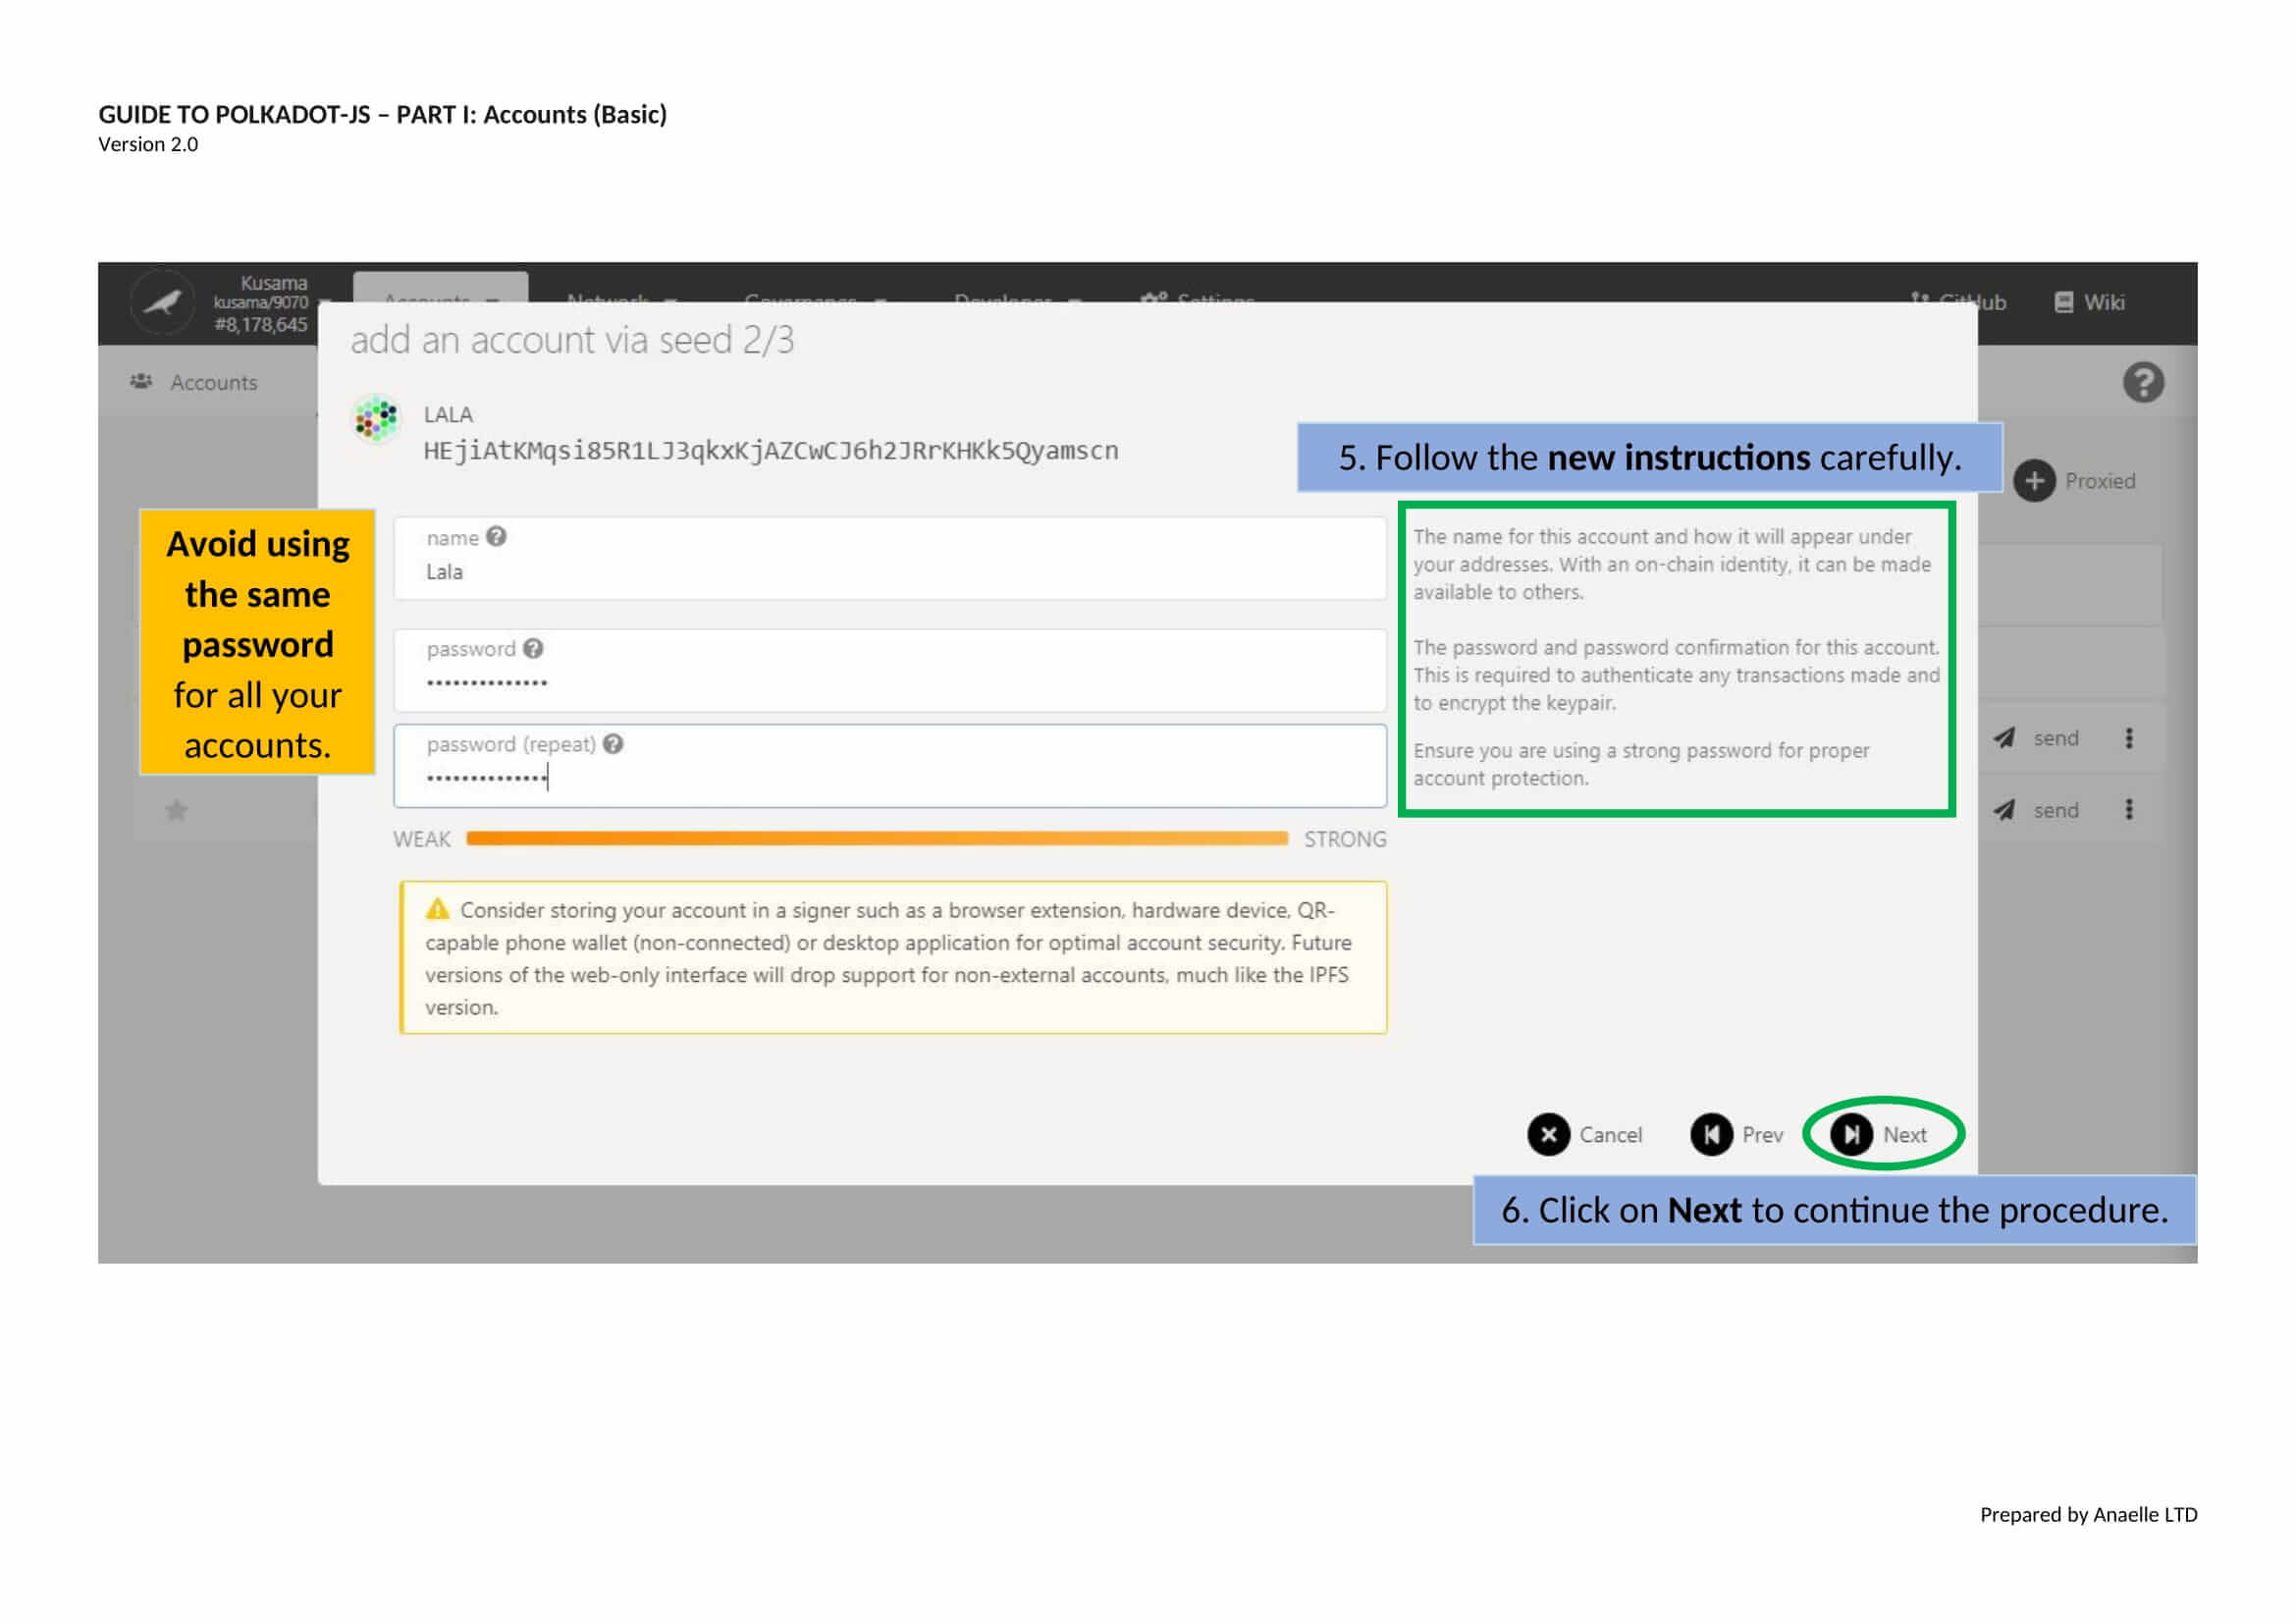 GUIDE TO POLKADOT-JS – PART I: Accounts (Basic)
Version 2.0
Kusama
kusama/9070
#8,178,645
Accounts
Network
Governance
Developer
Settings
GitHub
Wiki
add an account via seed 2/3
Accounts
LALA
HEjiAtKMqsi85R1LJ3qkxKjAZCwCJ6h2JRrKHKk5Qyamscn
5. Follow the new instructions carefully.
Proxied
Avoid using
the same
password
for all your
accounts.
name
Lala
The name for this account and how it will appear under
your addresses. With an on-chain identity, it can be made
available to others.
password
••••••••••••••
The password and password confirmation for this account.
This is required to authenticate any transactions made and
to encrypt the keypair.
password (repeat)
••••••••••••••
Ensure you are using a strong password for proper
account protection.
send
send
WEAK
STRONG
Consider storing your account in a signer such as a browser extension, hardware device, QR-
capable phone wallet (non-connected) or desktop application for optimal account security. Future
versions of the web-only interface will drop support for non-external accounts, much like the IPFS
version.
Cancel
Prev
Next
6. Click on Next to continue the procedure.
Prepared by Anaelle LTD